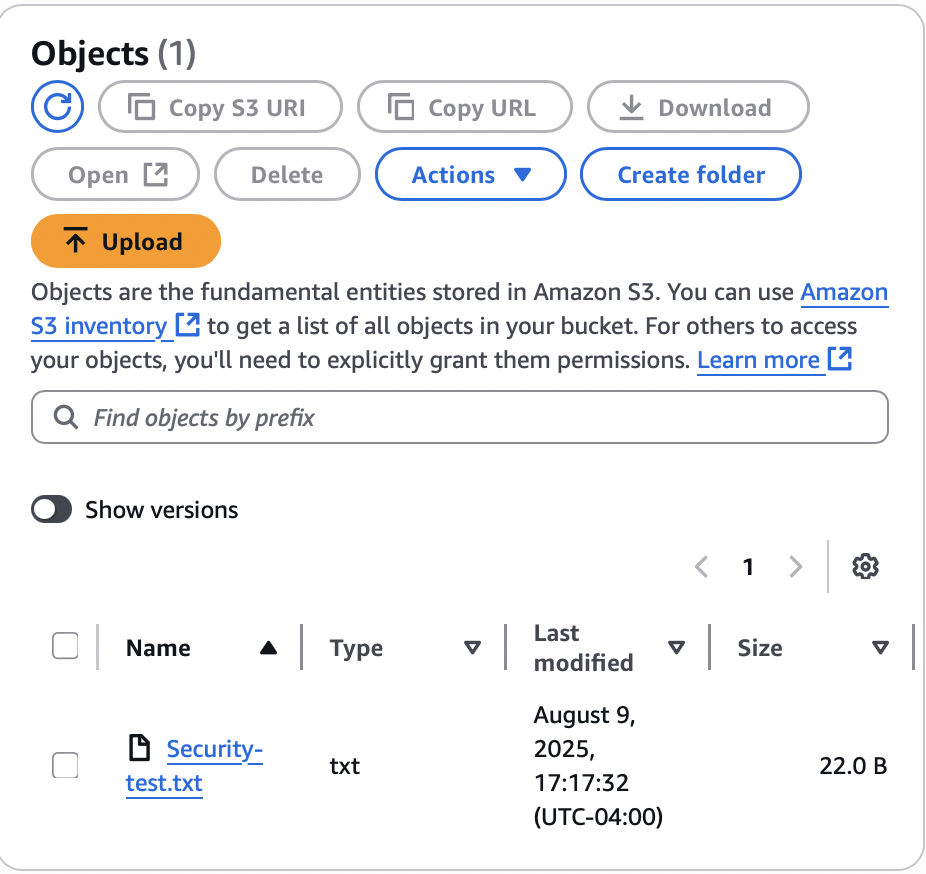 Objects (1)
Copy S3 URI
Copy URL
Download
Open
Delete
Actions
Create folder
Upload
Objects are the fundamental entities stored in Amazon S3. You can use Amazon
S3 inventory to get a list of all objects in your bucket. For others to access
your objects, you'll need to explicitly grant them permissions. Learn more
Find objects by prefix
Show versions
1
Name
Type
Last
modified
Size
Security-
test.txt
txt
August 9,
2025,
17:17:32
(UTC-04:00)
22.0 B